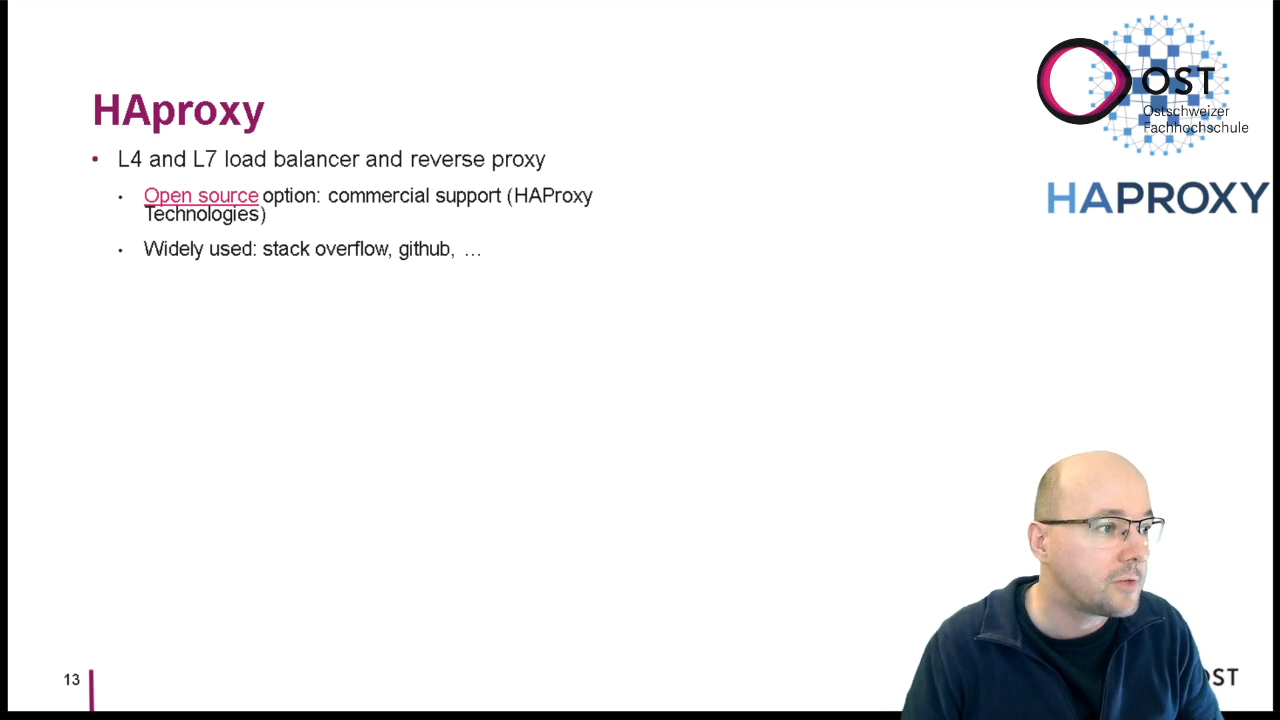 HAproxy
• L4 and L7 load balancer and reverse proxy
• Open source option: commercial support (HAProxy
Technologies)
• Widely used: stack overflow, github, …
OST
Ostschweizer
Fachhochschule
HAPROXY
13
OST